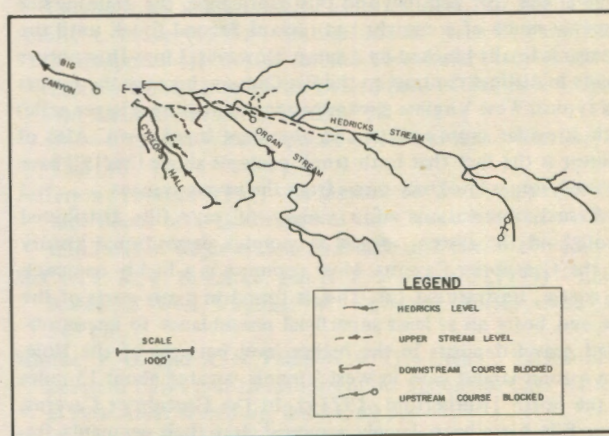 BIG
CANYON
HEDRICKS STREAM
ORGAN STREAM
CYCLOPS HALL
LEGEND
HEDRICKS LEVEL
UPPER STREAM LEVEL
DOWNSTREAM COURSE BLOCKED
UPSTREAM COURSE BLOCKED
SCALE
1000'